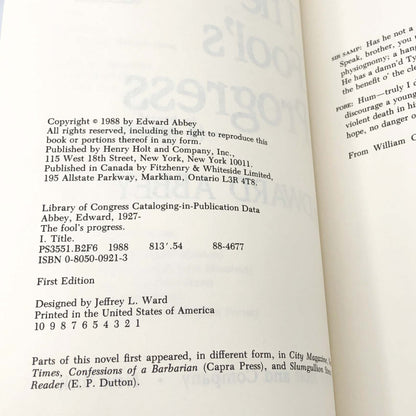 Copyright © 1988 by Edward Abbey
All rights reserved, including the right to reproduce this
book or portions thereof in any form.
Published by Henry Holt and Company, Inc.,
115 West 18th Street, New York, New York 10011.
Published in Canada by Fitzhenry & Whiteside Limited,
195 Allstate Parkway, Markham, Ontario L3R 4T8.
Library of Congress Cataloging-in-Publication Data
Abbey, Edward, 1927-
The fool's progress.
I. Title.
PS3551.B2F6 1988 813'.54 88-4677
ISBN 0-8050-0921-3
First Edition
Designed by Jeffrey L. Ward
Printed in the United States of America
10 9 8 7 6 5 4 3 2 1
Parts of this novel first appeared, in different form, in City Magazine,
Times, Confessions of a Barbarian (Capra Press), and Slumgullion
Reader (E. P. Dutton).
SIR SAMP: Has he not a
Speak, brother, you
physiognomy; a han
He has a damn'd Ty
the benefit o' the cle
FORE: Hum—truly I d
discourage a young
violent death in his
hope, no danger o
From William C